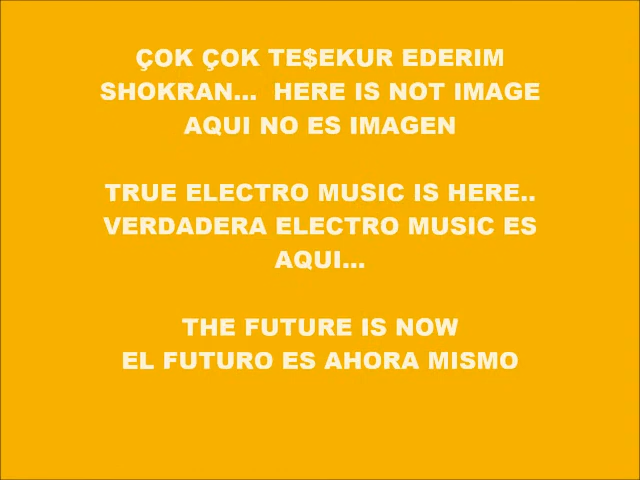 ÇOK ÇOK TE$EKUR EDERIM
SHOKRAN... HERE IS NOT IMAGE
AQUI NO ES IMAGEN
TRUE ELECTRO MUSIC IS HERE..
VERDADERA ELECTRO MUSIC ES
AQUI...
THE FUTURE IS NOW
EL FUTURO ES AHORA MISMO